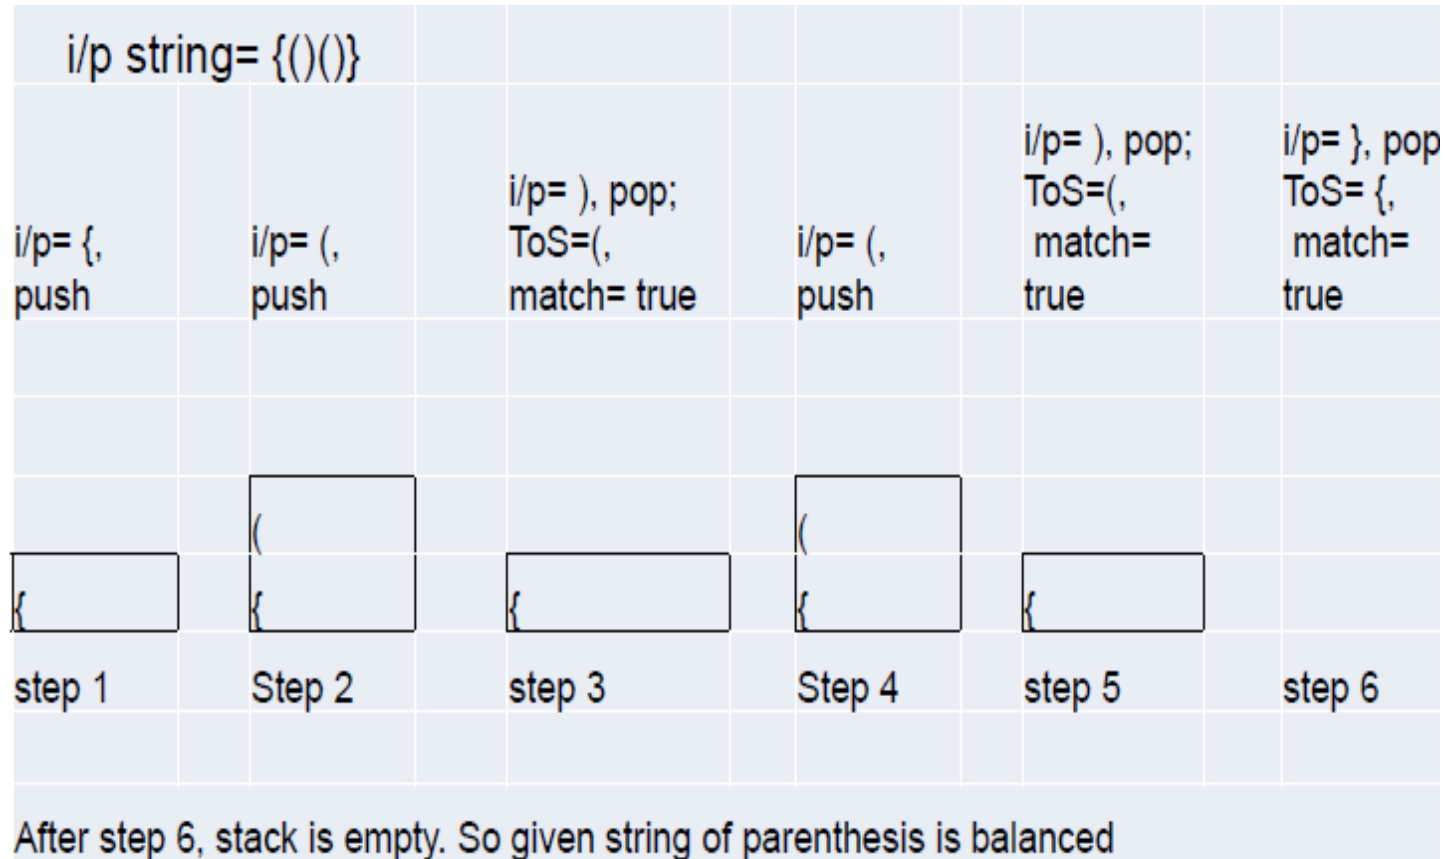 i/p string= {()()}
i/p= {,
push
i/p= (,
push
i/p= ), pop;
ToS=(,
match= true
i/p= (,
push
i/p= ), pop;
ToS=(,
match=
true
i/p= }, pop
ToS= {,
match=
true
(
(
{
{
{
{
{
step 1
Step 2
step 3
Step 4
step 5
step 6
After step 6, stack is empty. So given string of parenthesis is balanced